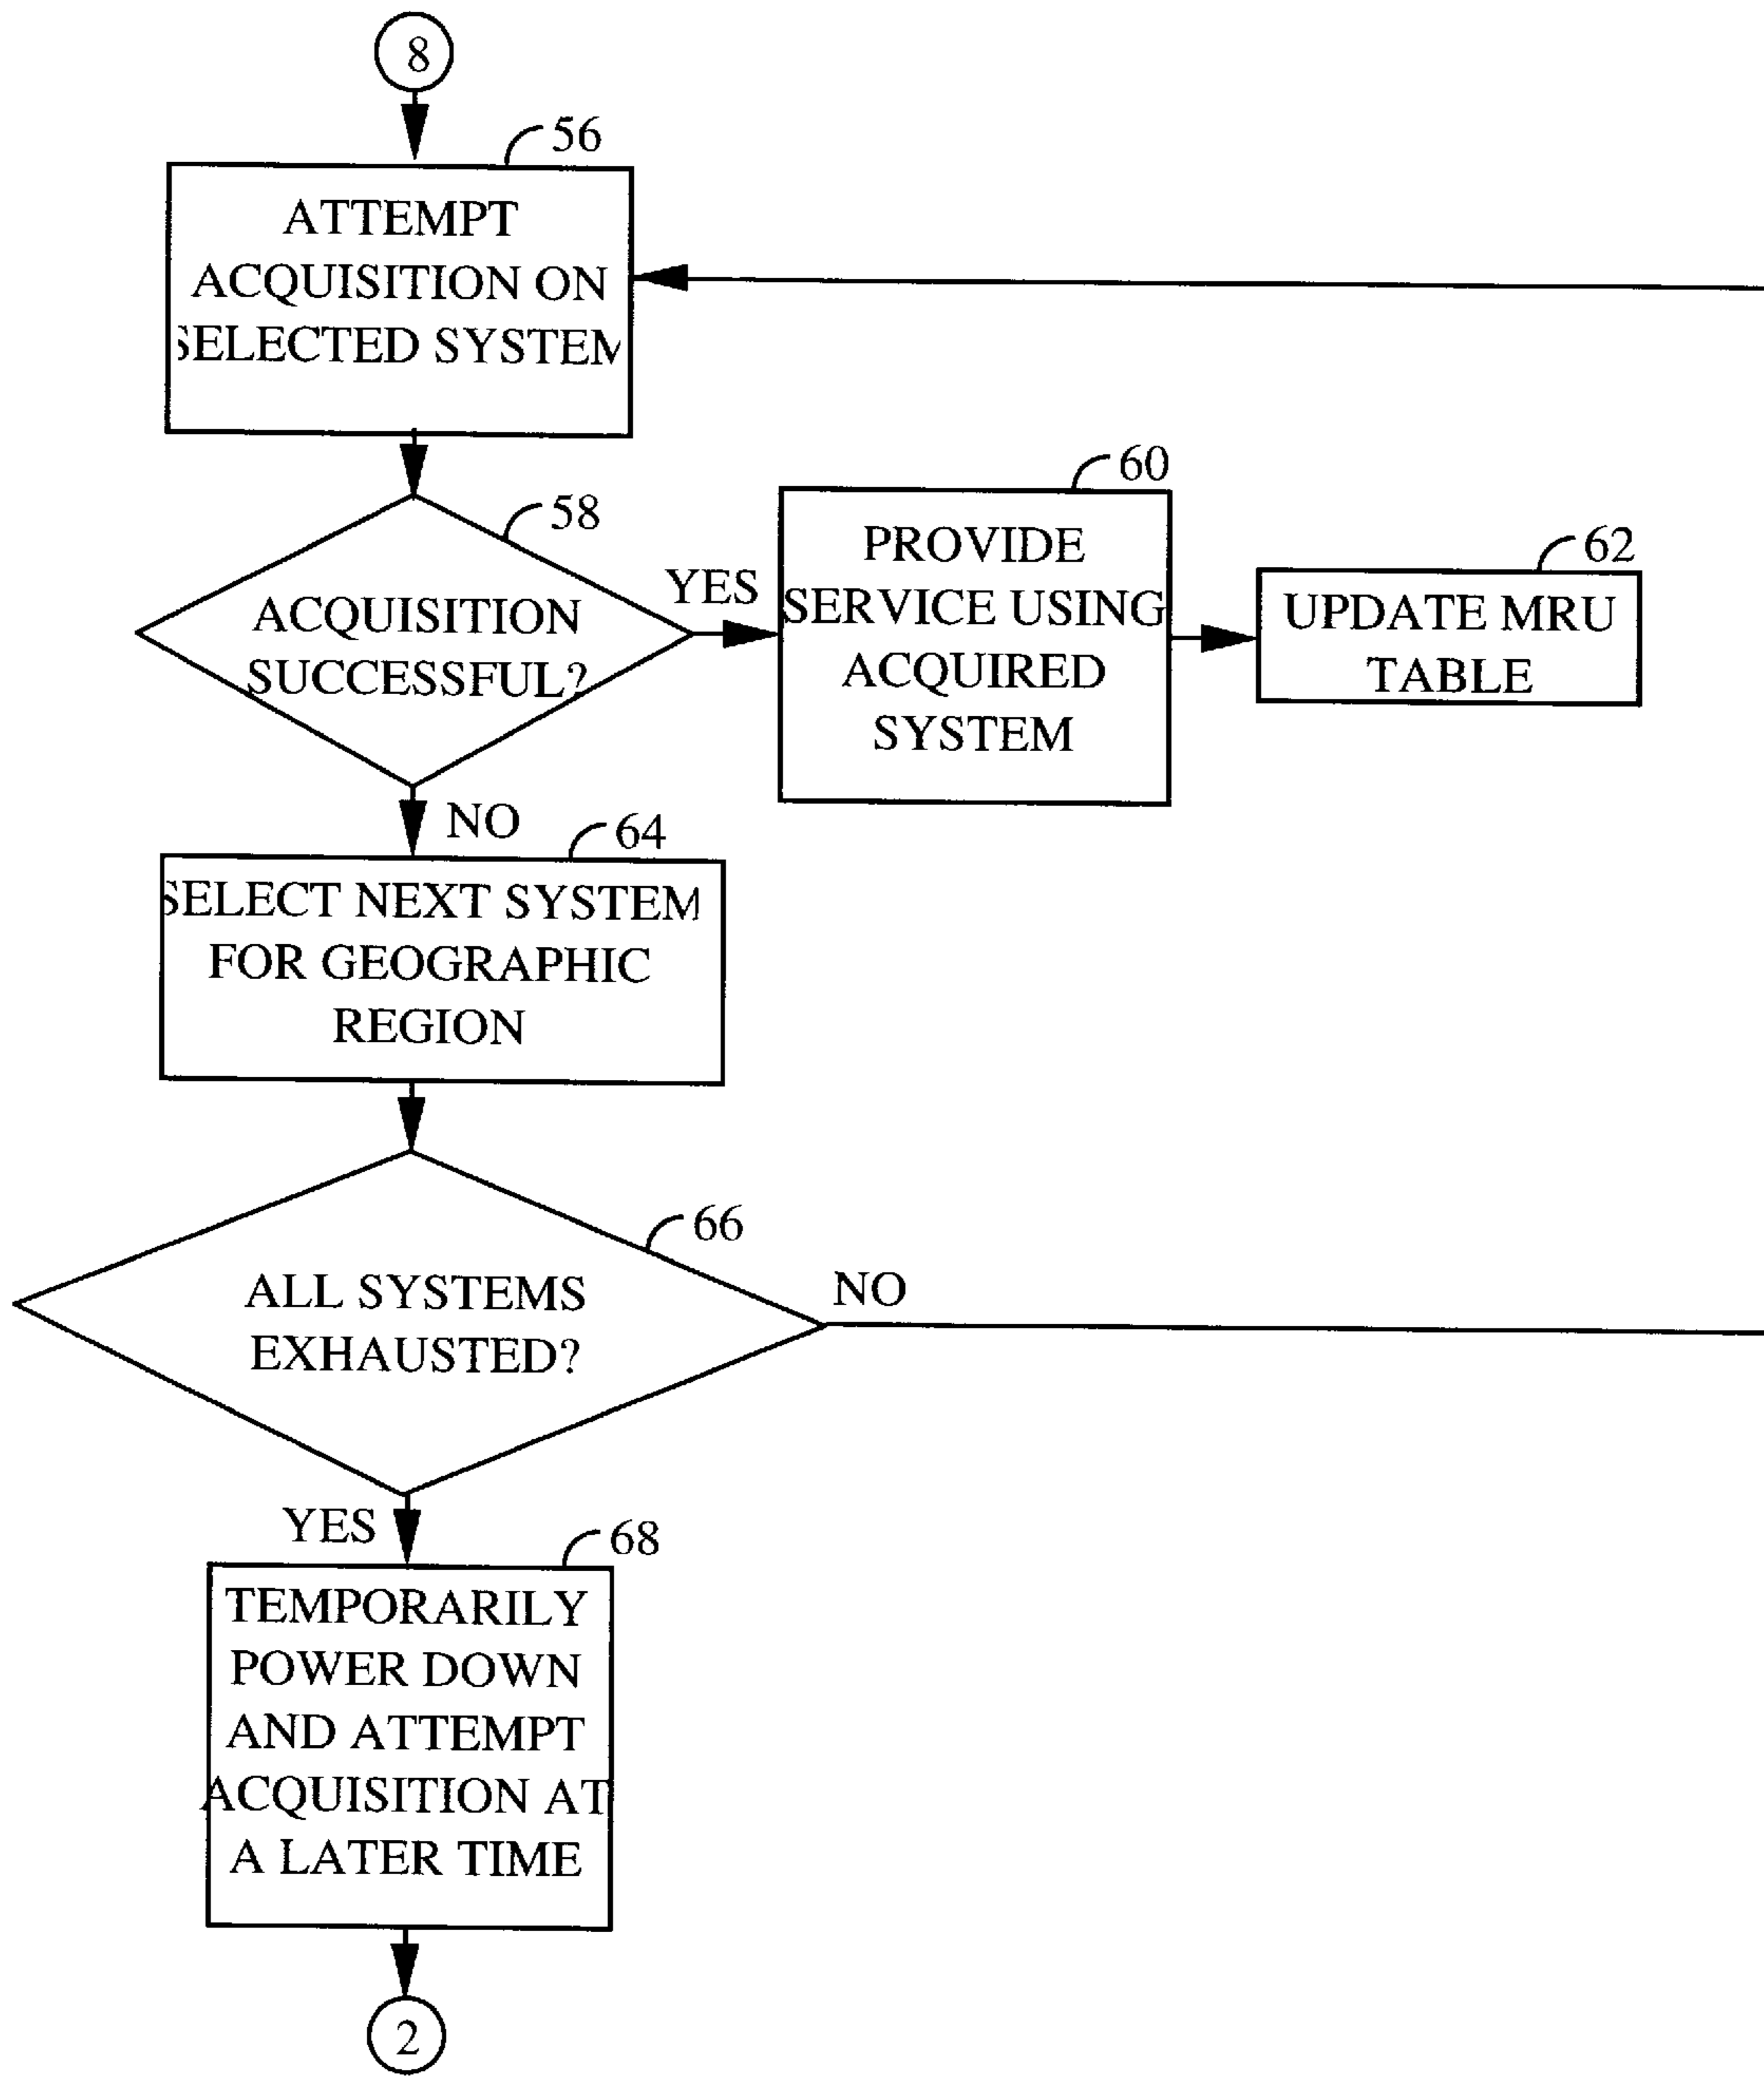 8
56
ATTEMPT
ACQUISITION ON
SELECTED SYSTEM
58
ACQUISITION
SUCCESSFUL?
YES
60
PROVIDE
SERVICE USING
ACQUIRED
SYSTEM
62
UPDATE MRU
TABLE
NO
64
SELECT NEXT SYSTEM
FOR GEOGRAPHIC
REGION
66
ALL SYSTEMS
EXHAUSTED?
NO
YES
68
TEMPORARILY
POWER DOWN
AND ATTEMPT
ACQUISITION AT
A LATER TIME
2